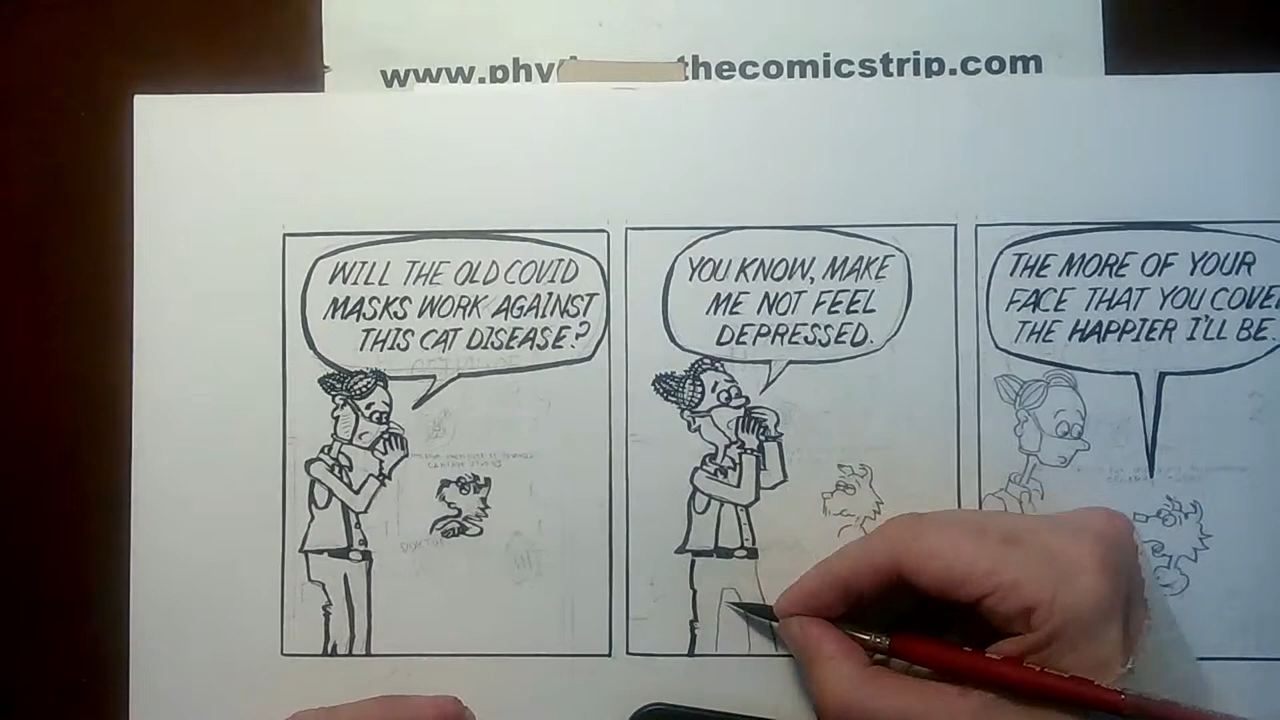 www.phy thecomicstrip.com
WILL THE OLD COVID
MASKS WORK AGAINST
THIS CAT DISEASE?
YOU KNOW, MAKE
ME NOT FEEL
DEPRESSED.
THE MORE OF YOUR
FACE THAT YOU COVE
THE HAPPIER I'LL BE.